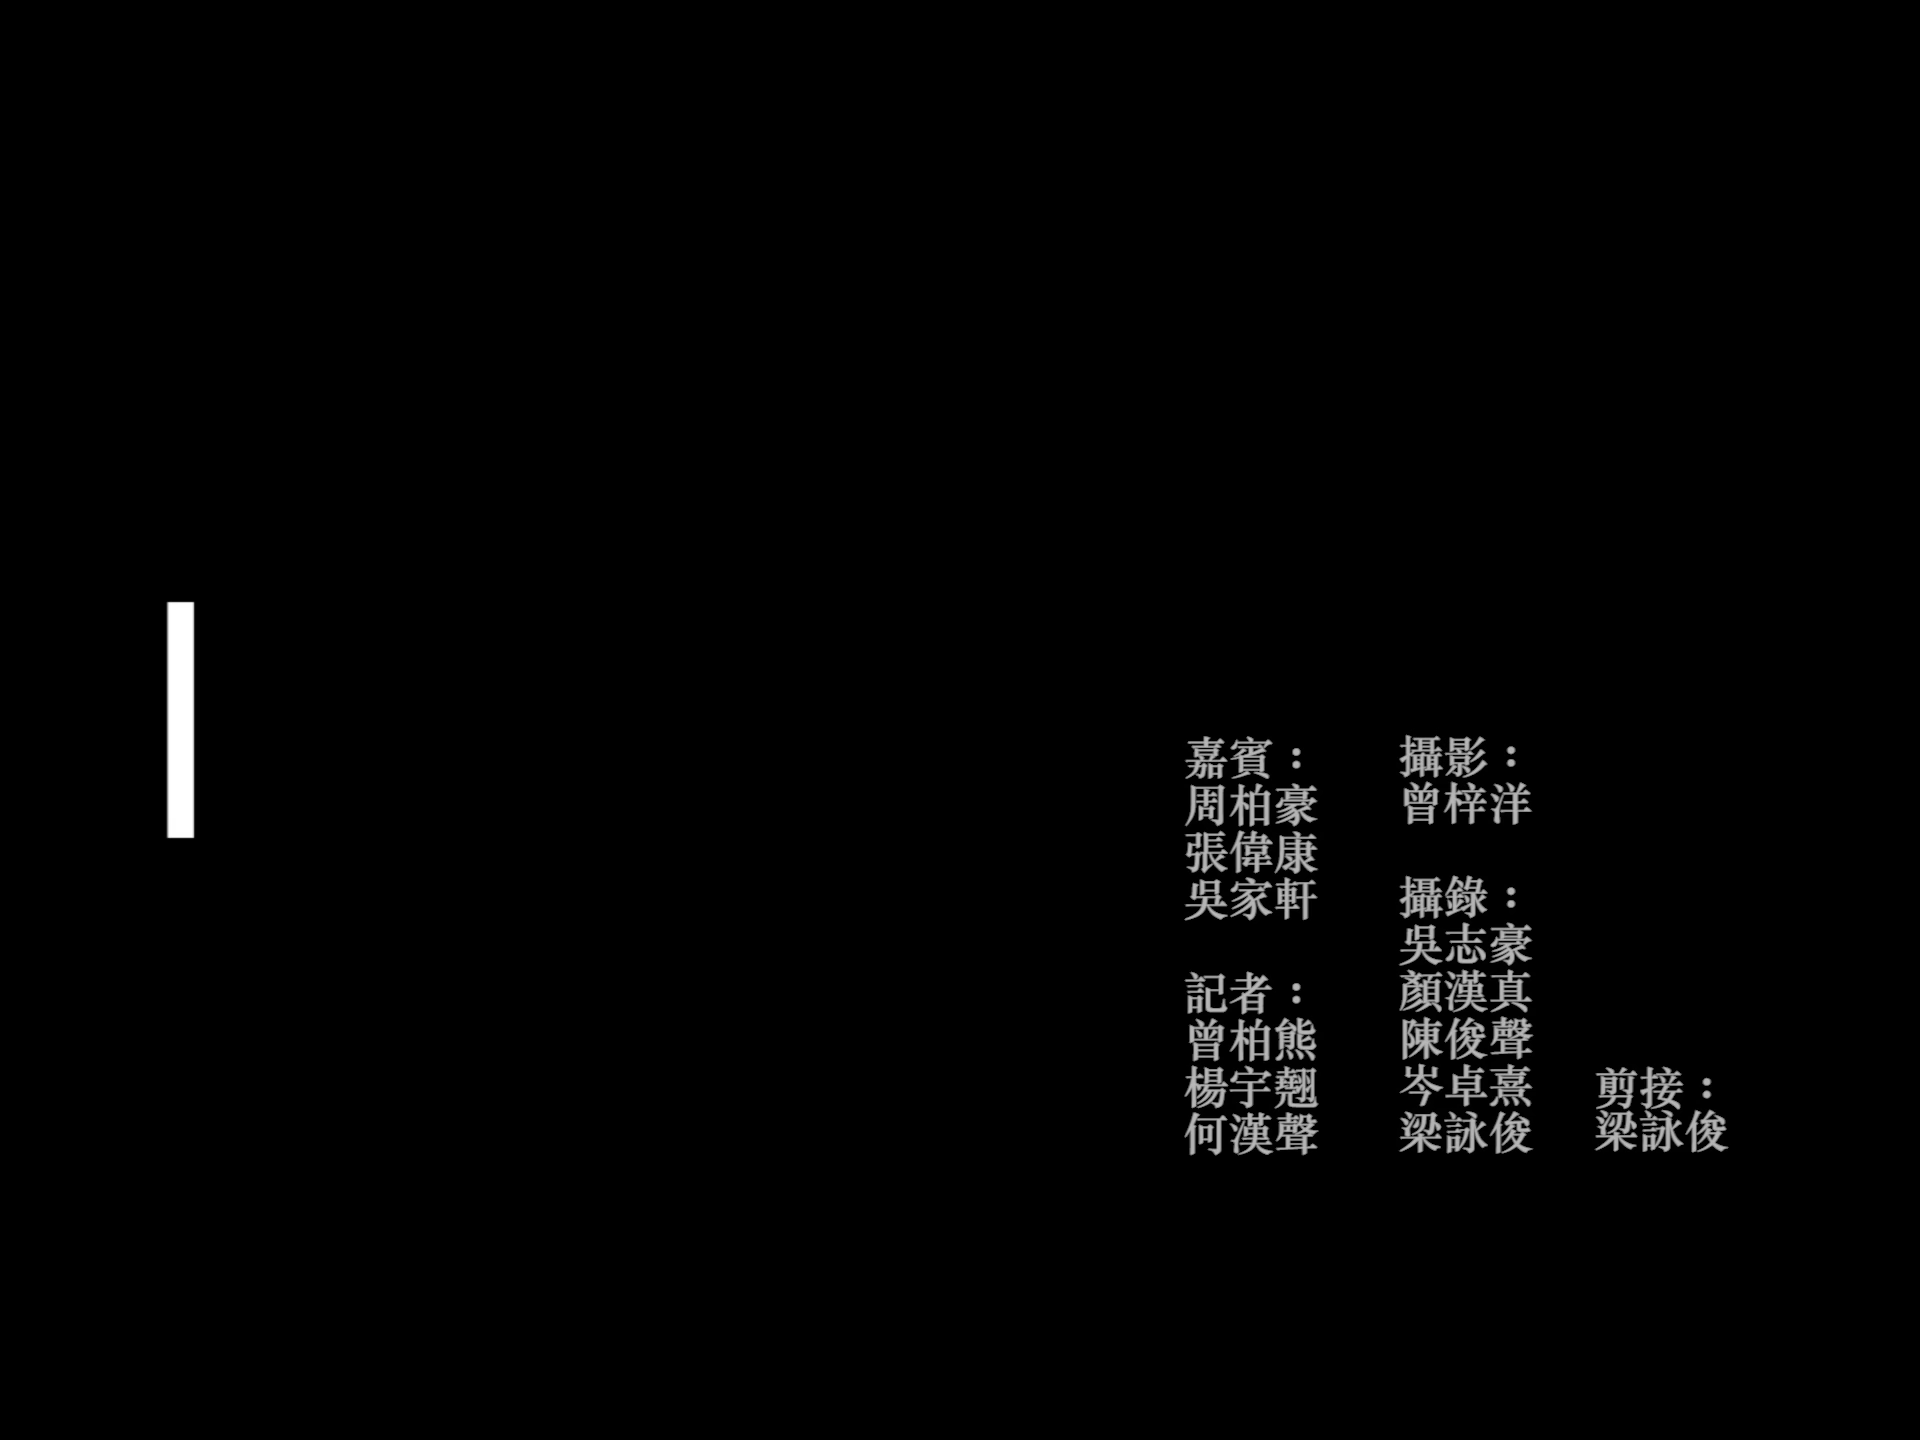 嘉賓：
周柏豪
張偉康
吳家軒
記者：
曾柏熊
楊宇翹
何漢聲
攝影：
曾梓洋
攝錄：
吳志豪
顏漢真
陳俊聲
岑卓熹
梁詠俊
剪接：
梁詠俊